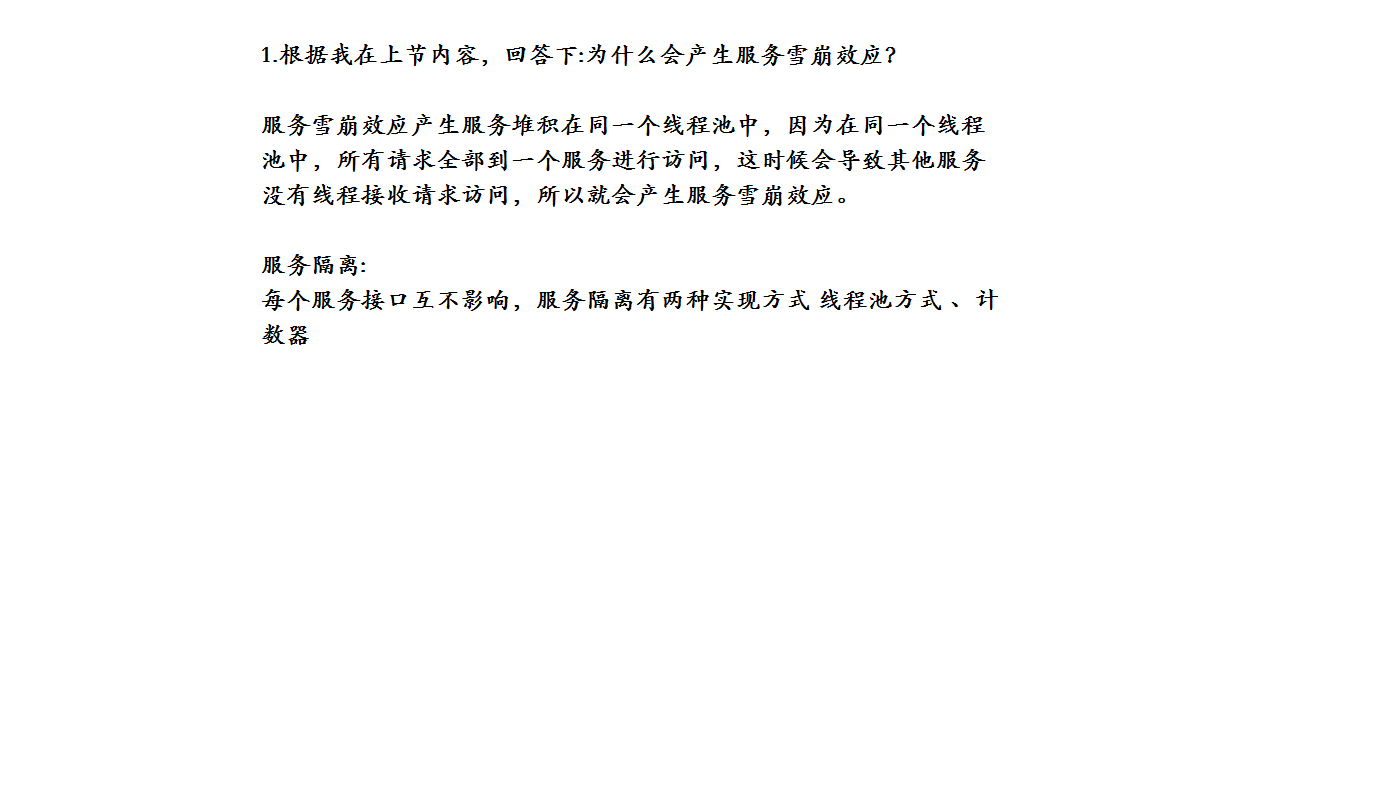 1.根据我在上节内容，回答下:为什么会产生服务雪崩效应？
服务雪崩效应产生服务堆积在同一个线程池中，因为在同一个线程
池中，所有请求全部到一个服务进行访问，这时候会导致其他服务
没有线程接收请求访问，所以就会产生服务雪崩效应。
服务隔离:
每个服务接口互不影响，服务隔离有两种实现方式 线程池方式 、计
数器